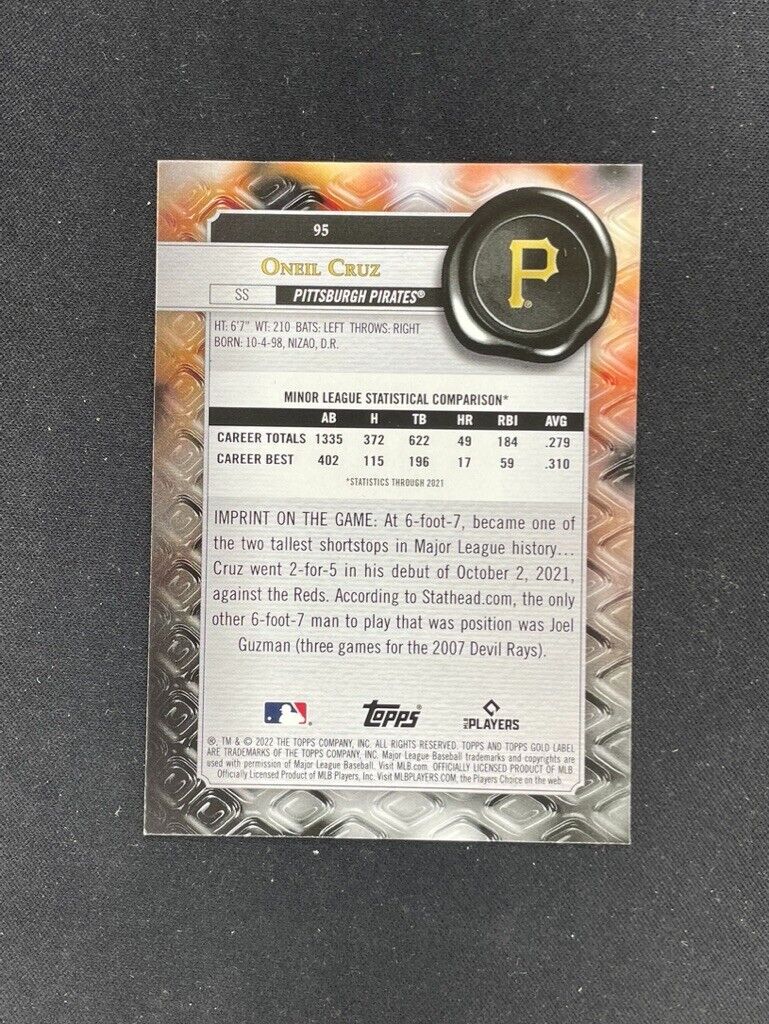 95
P
ONEIL CRUZ
SS PITTSBURGH PIRATES®
HT: 6'7" WT: 210 BATS: LEFT THROWS: RIGHT
BORN: 10-4-98, NIZAO, D.R.
MINOR LEAGUE STATISTICAL COMPARISON*
AB H TB HR RBI AVG
CAREER TOTALS 1335 372 622 49 184 .279
CAREER BEST 402 115 196 17 59 .310
*STATISTICS THROUGH 2021
IMPRINT ON THE GAME: At 6-foot-7, became one of
the two tallest shortstops in Major League history...
Cruz went 2-for-5 in his debut of October 2, 2021,
against the Reds. According to Stathead.com, the only
other 6-foot-7 man to play that was position was Joel
Guzman (three games for the 2007 Devil Rays).
TOPPS® MLB PLAYERS
®, TM & © 2022 THE TOPPS COMPANY, INC. ALL RIGHTS RESERVED. TOPPS AND TOPPS GOLD LABEL
ARE TRADEMARKS OF THE TOPPS COMPANY, INC. Major League Baseball trademarks and copyrights are
used with permission of Major League Baseball. Visit MLB.com. OFFICIALLY LICENSED PRODUCT OF MLB
Officially Licensed Product of MLB Players, Inc. Visit MLBPLAYERS.COM, the Players Choice on the web.